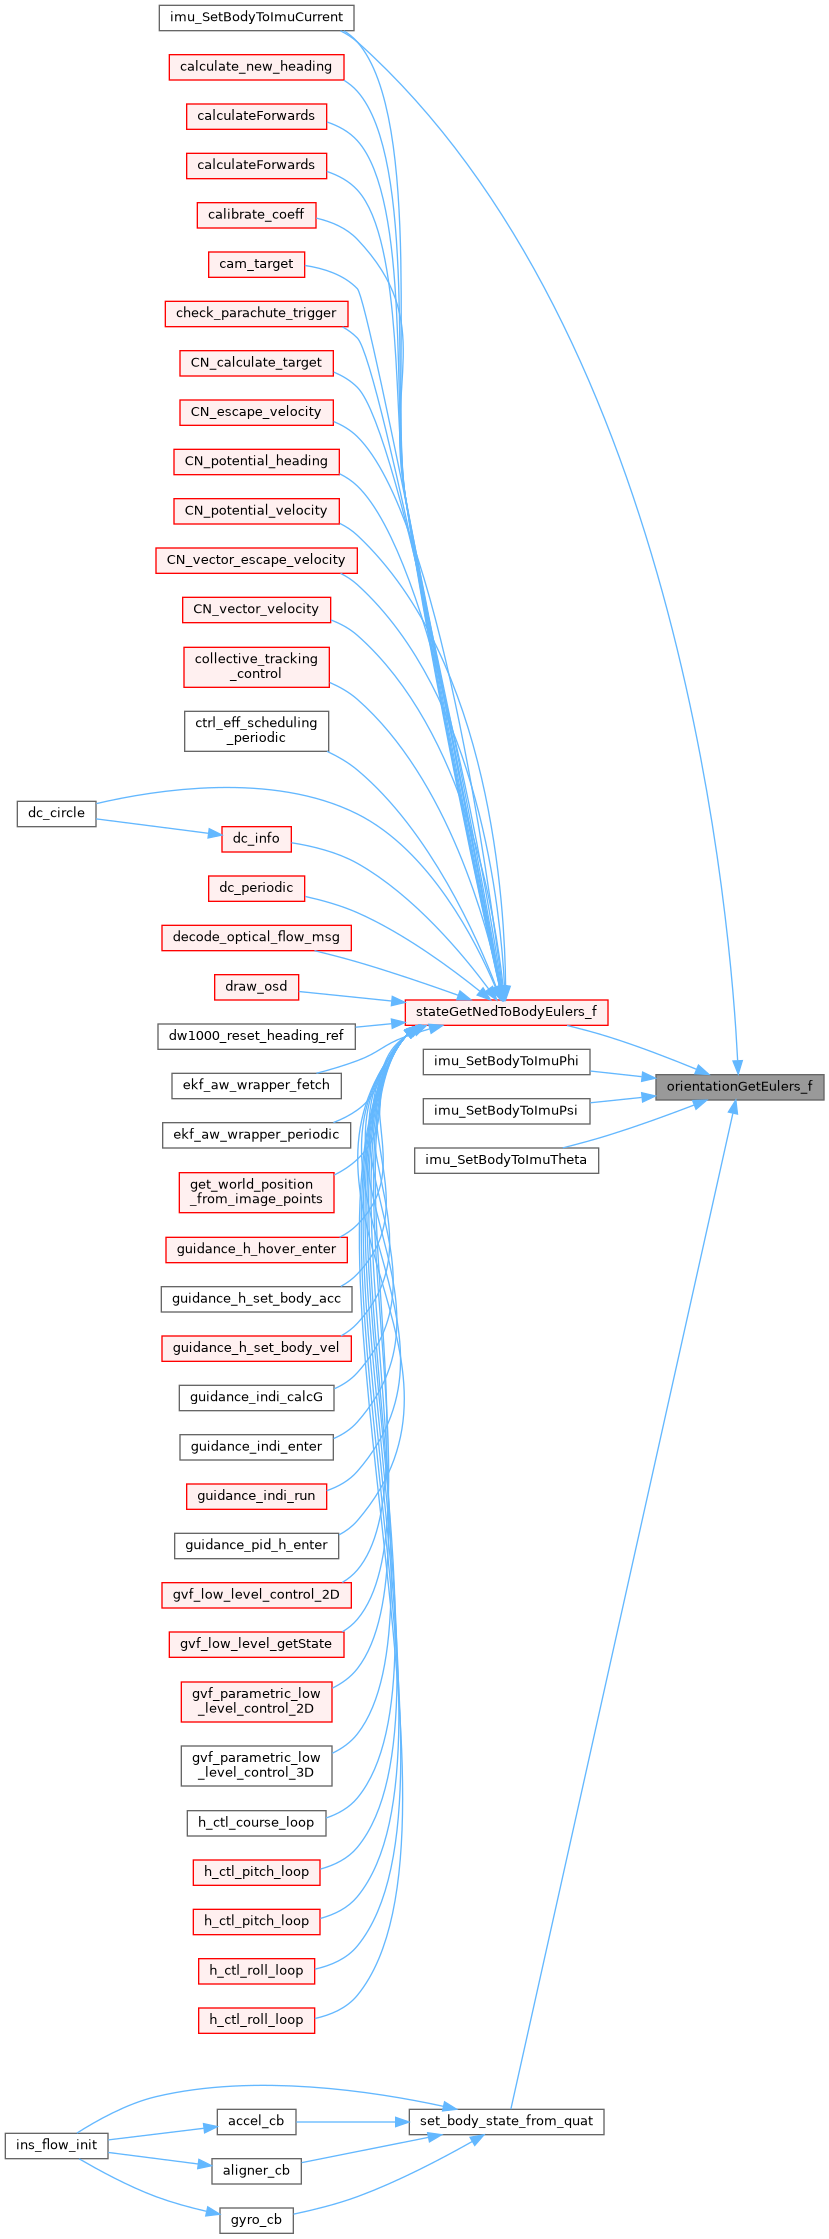 imu_SetBodyToImuCurrent
calculate_new_heading
calculateForwards
calculateForwards
calibrate_coeff
cam_target
check_parachute_trigger
CN_calculate_target
CN_escape_velocity
CN_potential_heading
CN_potential_velocity
CN_vector_escape_velocity
CN_vector_velocity
collective_tracking
_control
ctrl_eff_scheduling
_periodic
dc_circle
dc_info
dc_periodic
decode_optical_flow_msg
draw_osd
stateGetNedToBodyEulers_f
dw1000_reset_heading_ref
imu_SetBodyToImuPhi
ekf_aw_wrapper_fetch
orientationGetEulers_f
imu_SetBodyToImuPsi
ekf_aw_wrapper_periodic
imu_SetBodyToImuTheta
get_world_position
_from_image_points
guidance_h_hover_enter
guidance_h_set_body_acc
guidance_h_set_body_vel
guidance_indi_calcG
guidance_indi_enter
guidance_indi_run
guidance_pid_h_enter
gvf_low_level_control_2D
gvf_low_level_getState
gvf_parametric_low
_level_control_2D
gvf_parametric_low
_level_control_3D
h_ctl_course_loop
h_ctl_pitch_loop
h_ctl_pitch_loop
h_ctl_roll_loop
h_ctl_roll_loop
set_body_state_from_quat
accel_cb
ins_flow_init
aligner_cb
gyro_cb